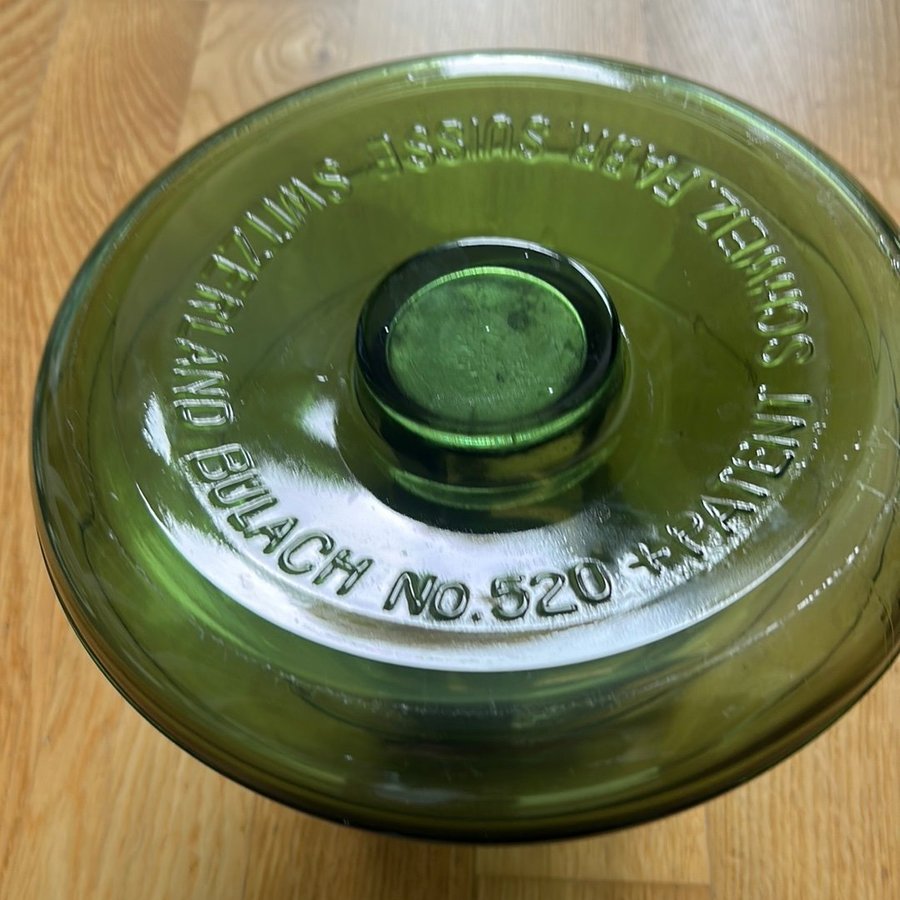 SWITZERLAND BULACH No.520 + PATENT SCHWEIZ. FABR. SUISSE